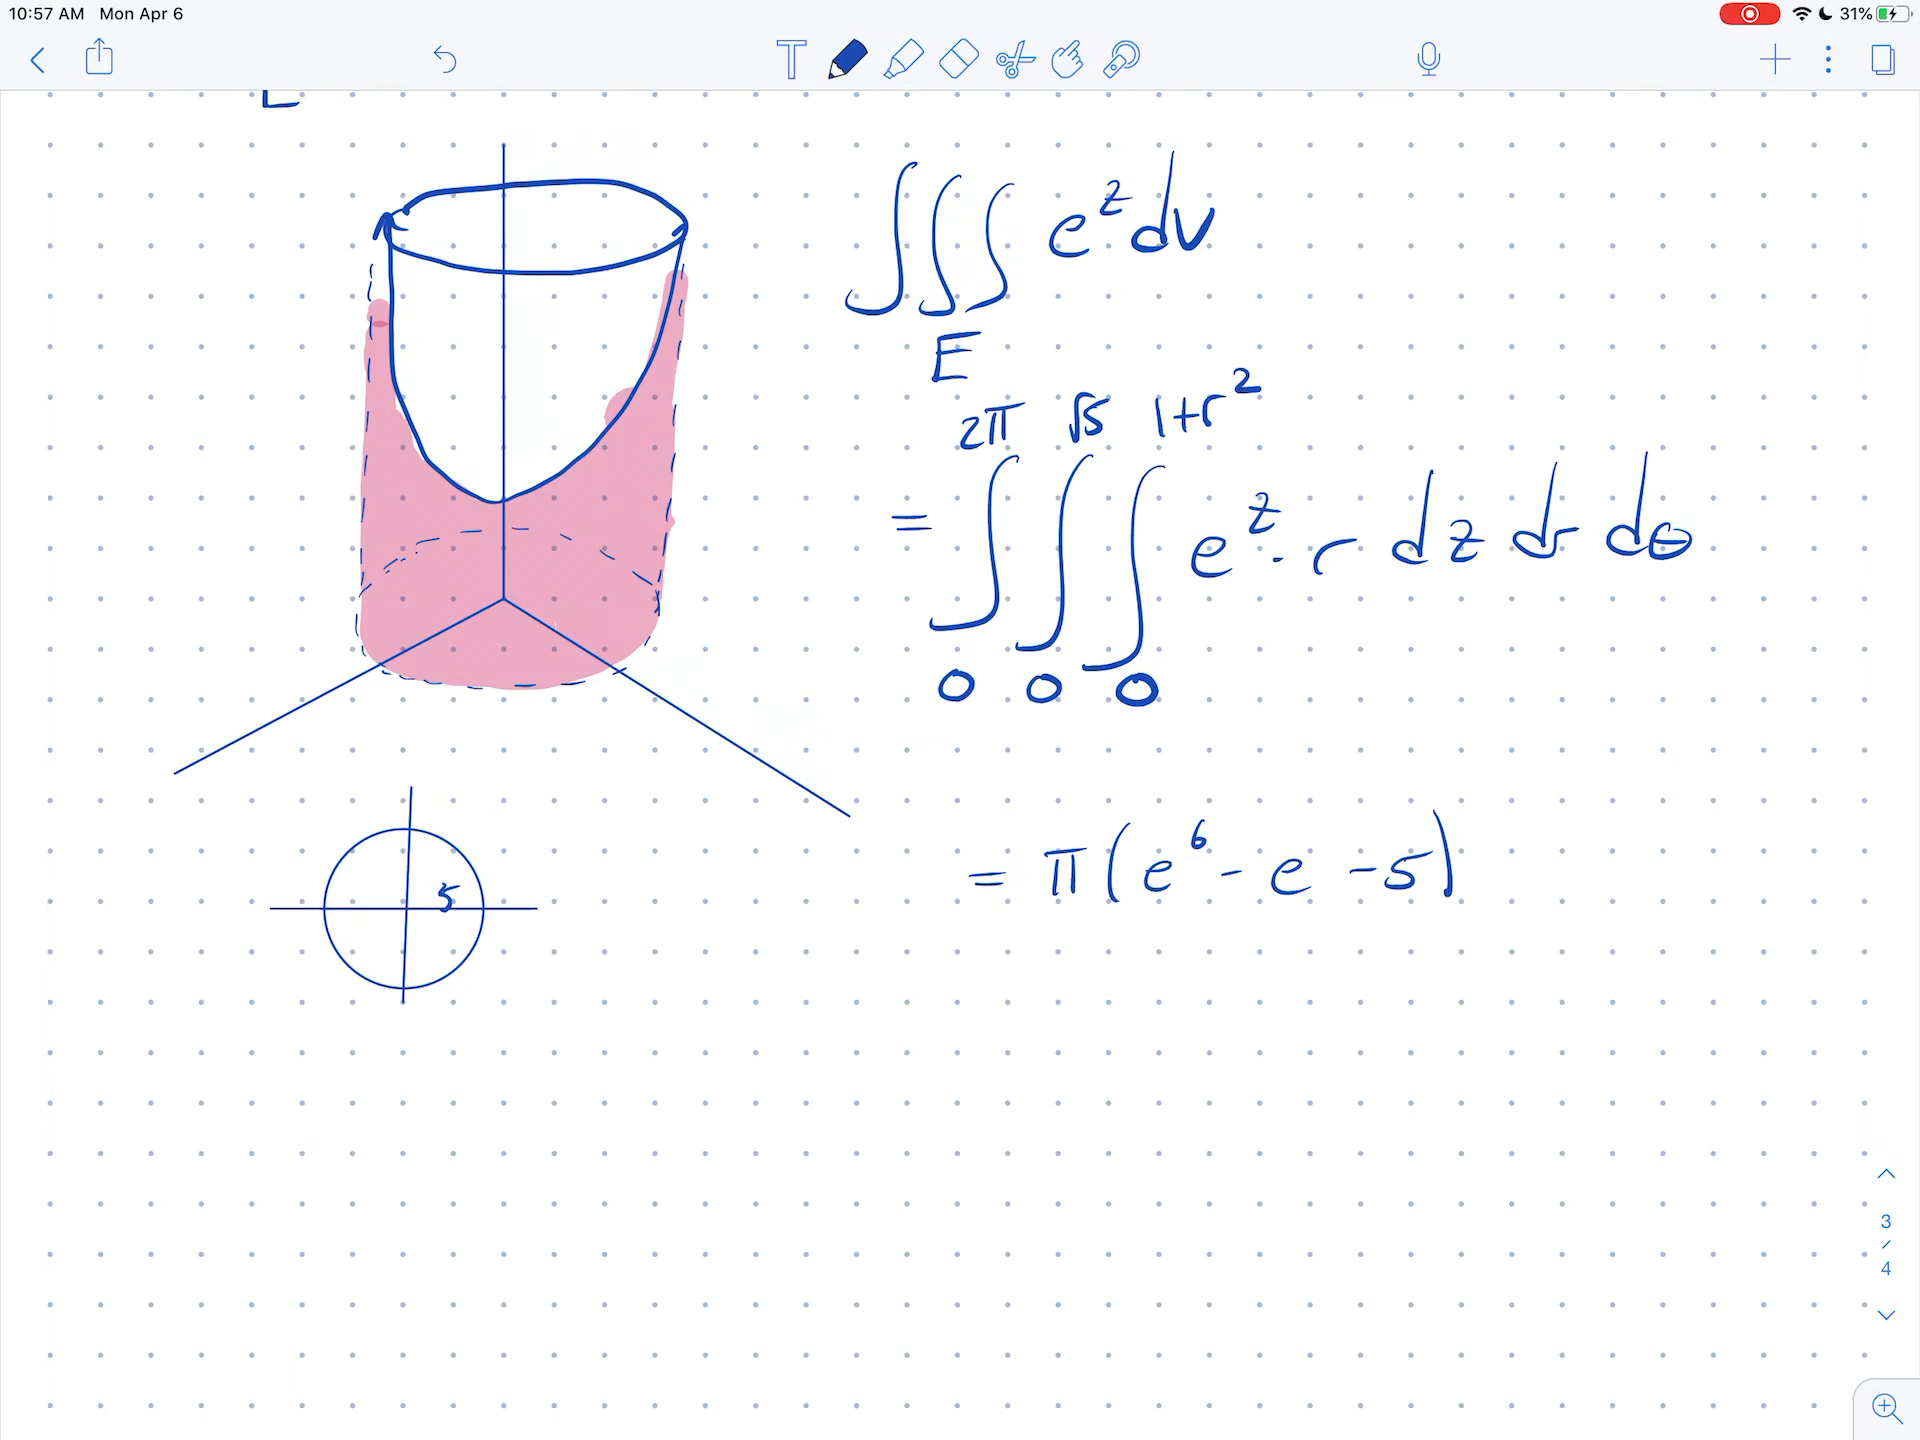 10:57 AM Mon Apr 6
31%
T
∭ e^z dV
E
2π √5 1+r²
= ∫∫∫ e^z · r dz dr dθ
0 0 0
5
= π(e⁶ - e - 5)
3
/
4